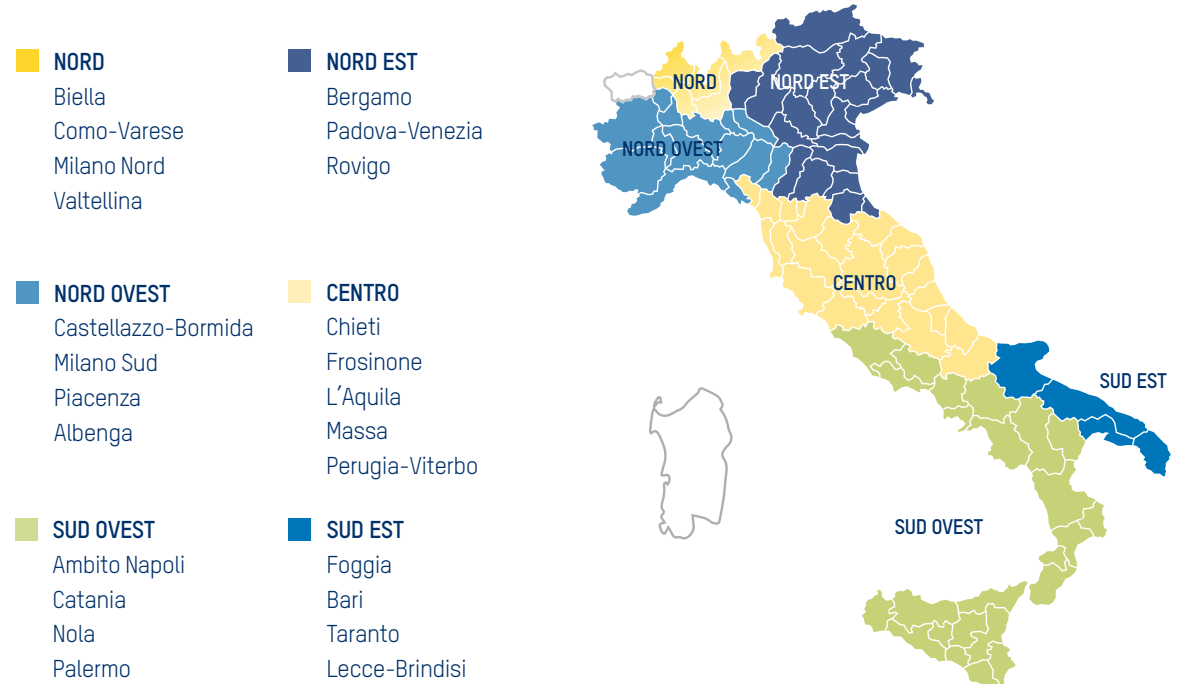 NORD
Biella
Como-Varese
Milano Nord
Valtellina
NORD EST
Bergamo
Padova-Venezia
Rovigo
NORD OVEST
Castellazzo-Bormida
Milano Sud
Piacenza
Albenga
CENTRO
Chieti
Frosinone
L'Aquila
Massa
Perugia-Viterbo
SUD OVEST
Ambito Napoli
Catania
Nola
Palermo
SUD EST
Foggia
Bari
Taranto
Lecce-Brindisi
NORD
NORD EST
NORD OVEST
CENTRO
SUD EST
SUD OVEST